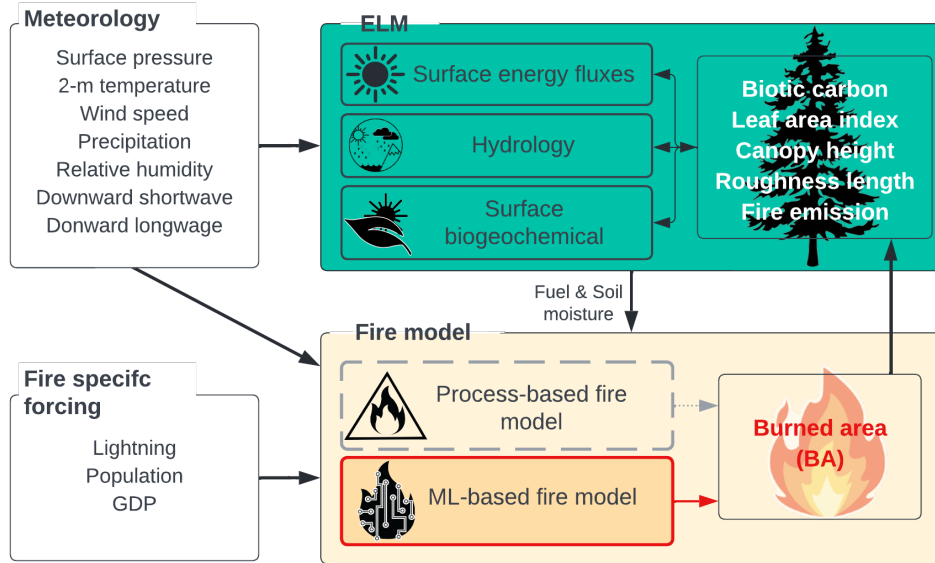 Meteorology
Surface pressure
2-m temperature
Wind speed
Precipitation
Relative humidity
Downward shortwave
Donward longwage
ELM
Surface energy fluxes
Hydrology
Surface
biogeochemical
Biotic carbon
Leaf area index
Canopy height
Roughness length
Fire emission
Fuel & Soil
moisture
Fire specifc
forcing
Lightning
Population
GDP
Fire model
Process-based fire
model
ML-based fire model
Burned area
(BA)